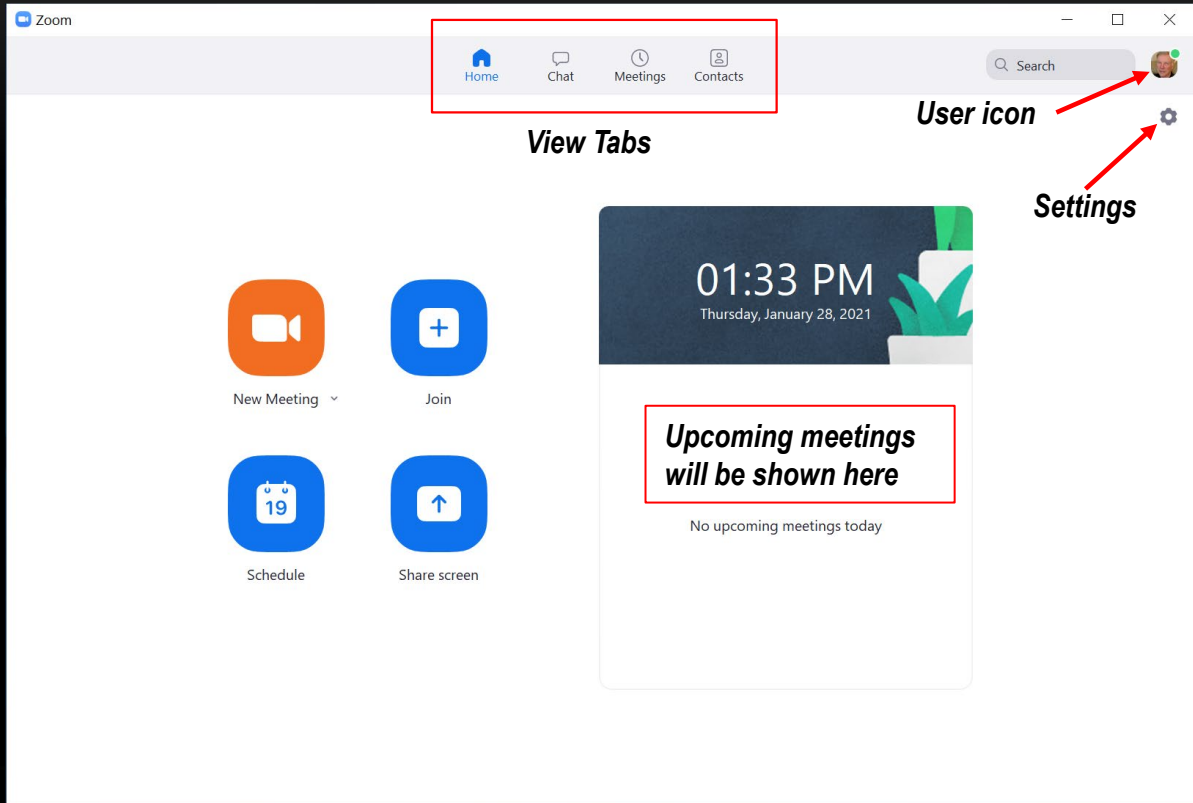 Zoom
Home
Chat
Meetings
Contacts
Search
User icon
View Tabs
Settings
01:33 PM
Thursday, January 28, 2021
New Meeting
Join
Upcoming meetings
will be shown here
19
No upcoming meetings today
Schedule
Share screen